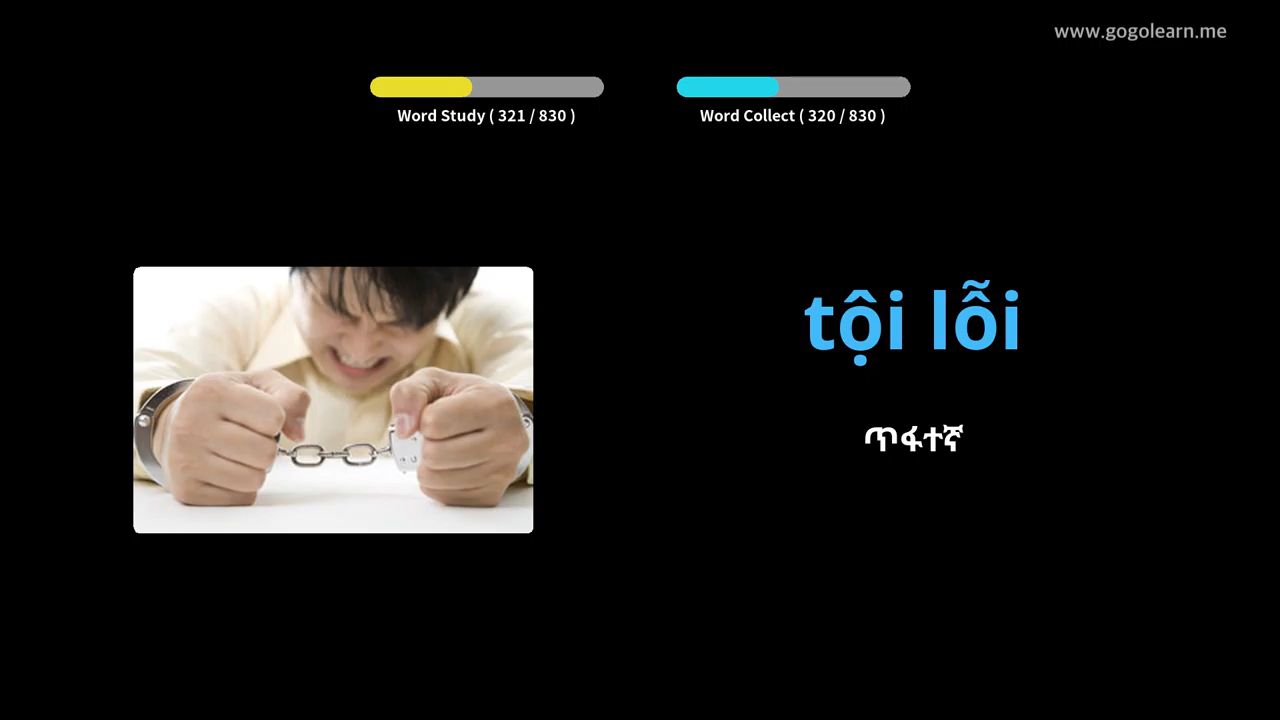 www.gogolearn.me
Word Study ( 321 / 830 )
Word Collect ( 320 / 830 )
tội lỗi
ጥፋተኛ